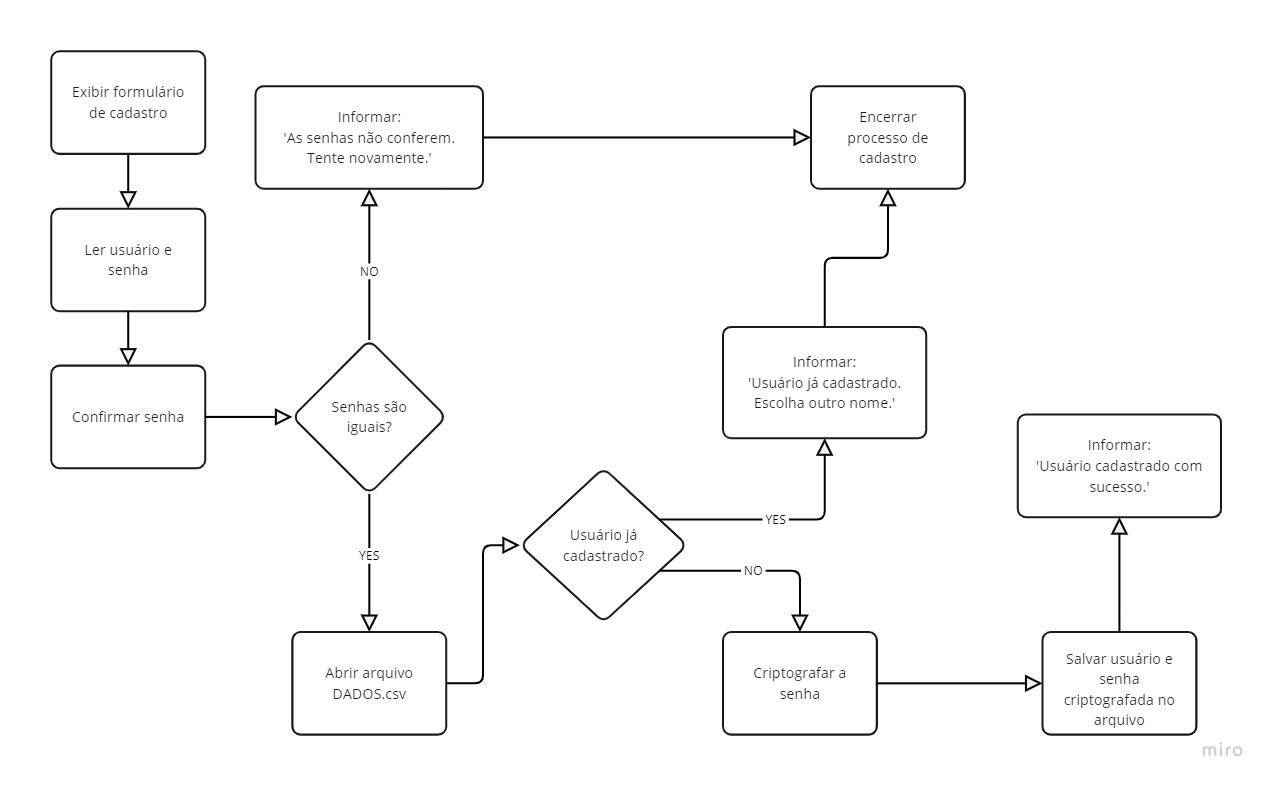 Exibir formulário
de cadastro
Ler usuário e
senha
Confirmar senha
Senhas são
iguais?
NO
Informar:
'As senhas não conferem.
Tente novamente.'
Encerrar
processo de
cadastro
YES
Abrir arquivo
DADOS.csv
Usuário já
cadastrado?
YES
Informar:
'Usuário já cadastrado.
Escolha outro nome.'
NO
Criptografar a
senha
Salvar usuário e
senha
criptografada no
arquivo
Informar:
'Usuário cadastrado com
sucesso.'
miro